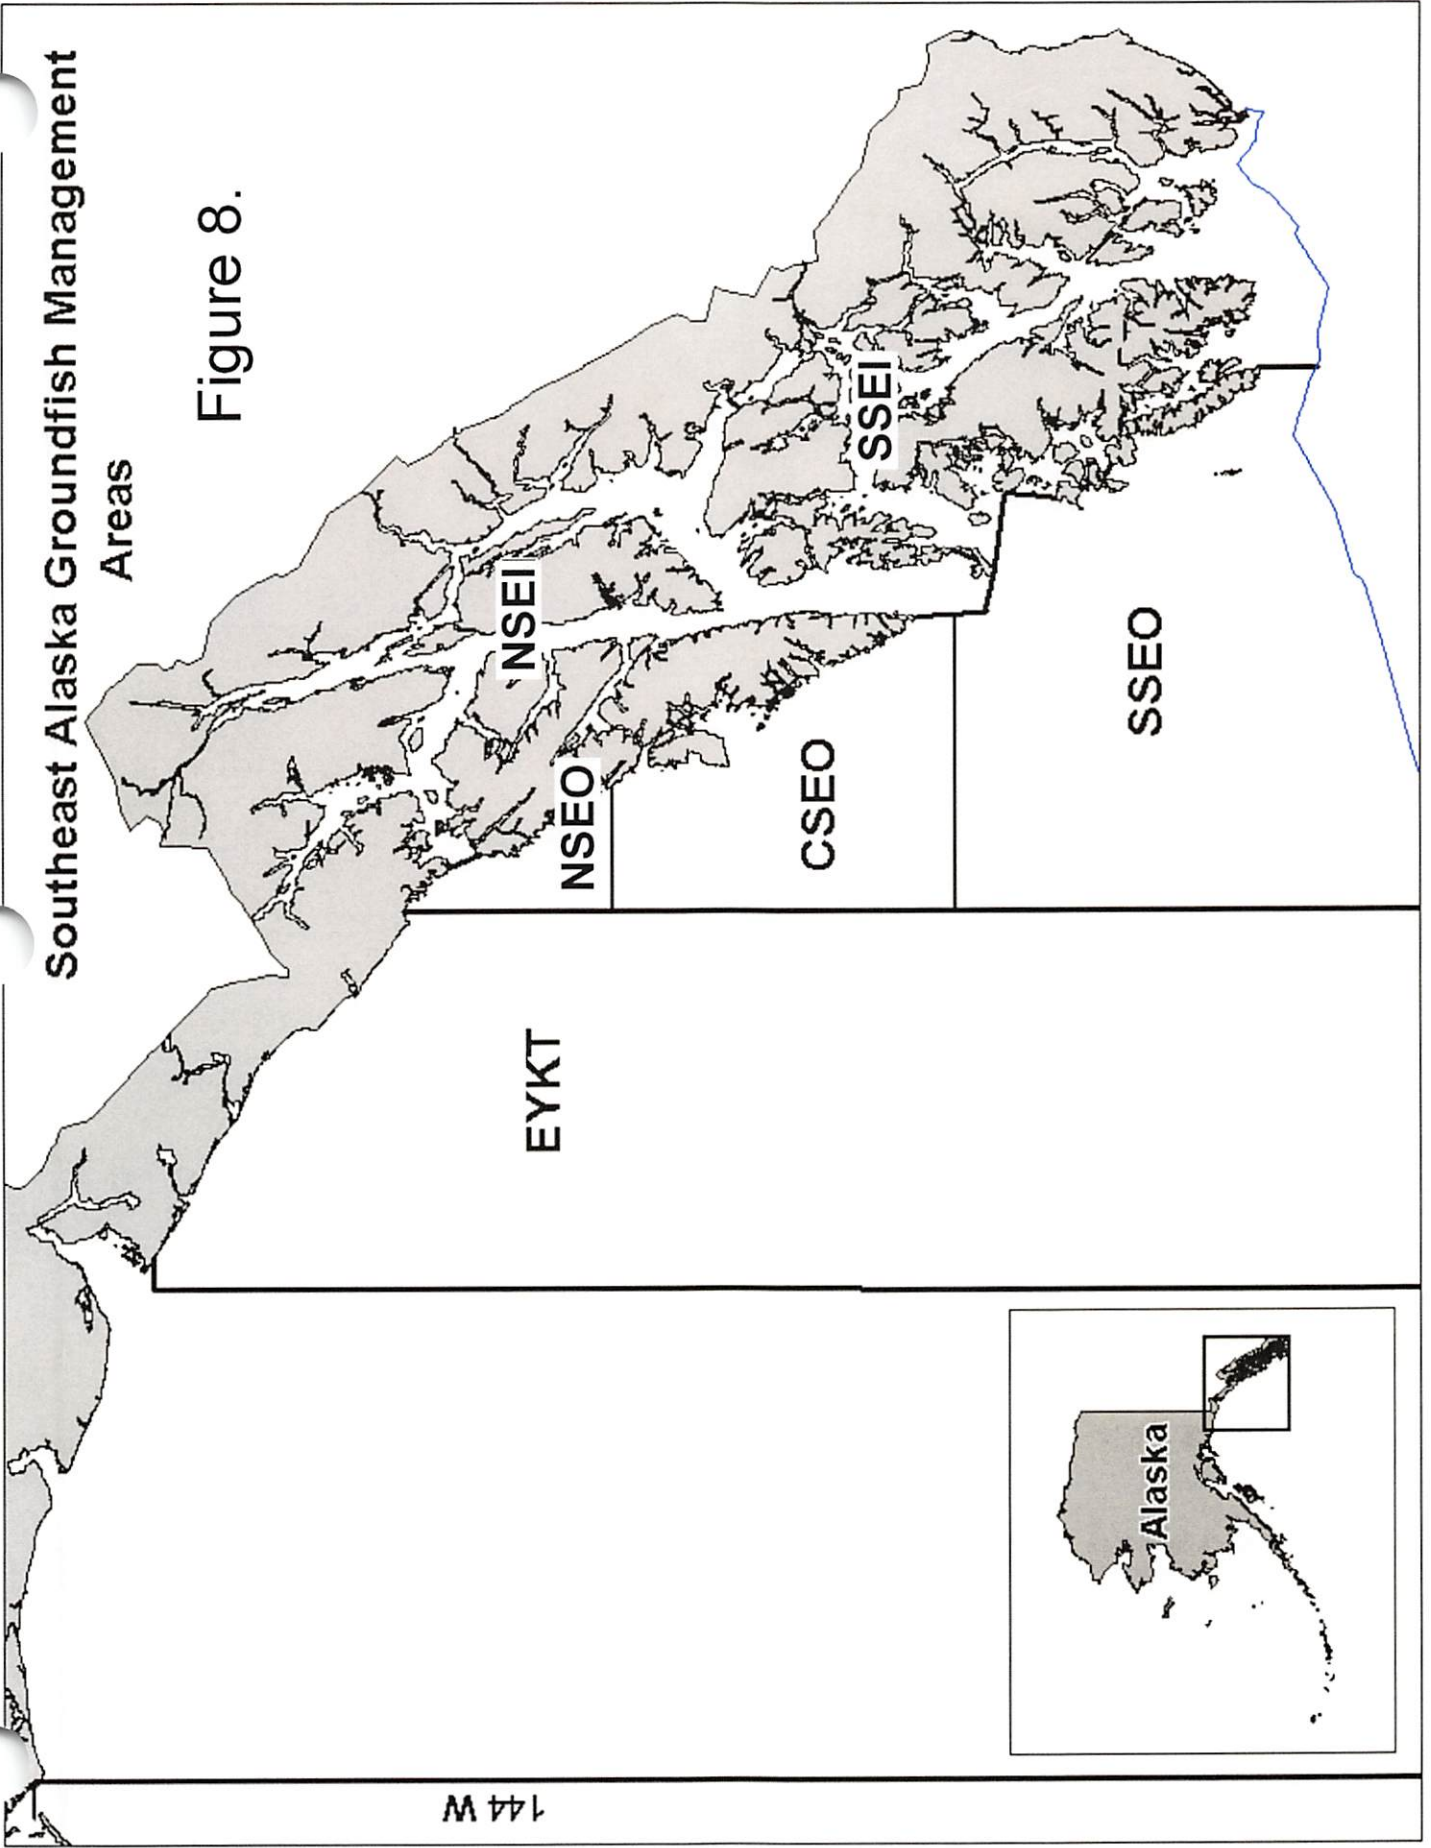 Southeast Alaska Groundfish Management
Areas
Figure 8.
NSEI
SSEI
NSEO
CSEO
SSEO
EYKT
144 W
Alaska